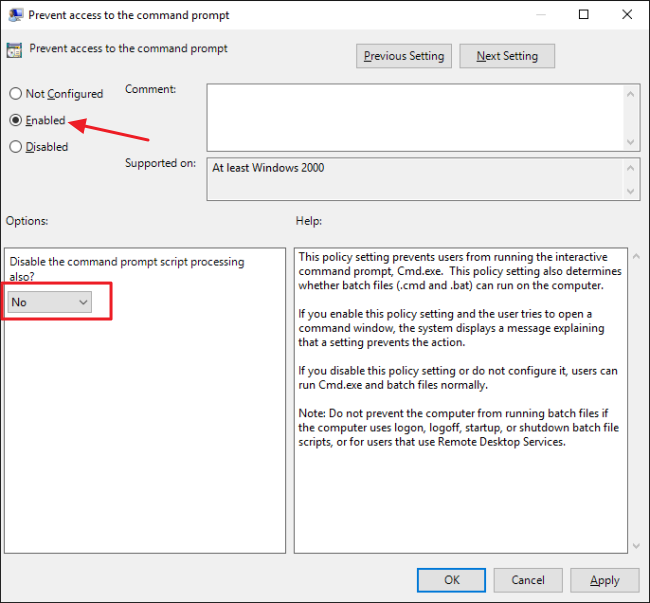 Prevent access to the command prompt
Prevent access to the command prompt
Previous Setting
Next Setting
Not Configured
Comment:
Enabled
Disabled
Supported on:
At least Windows 2000
Options:
Help:
Disable the command prompt script processing
also?
No
This policy setting prevents users from running the interactive
command prompt, Cmd.exe.  This policy setting also determines
whether batch files (.cmd and .bat) can run on the computer.
If you enable this policy setting and the user tries to open a
command window, the system displays a message explaining
that a setting prevents the action.
If you disable this policy setting or do not configure it, users can
run Cmd.exe and batch files normally.
Note: Do not prevent the computer from running batch files if
the computer uses logon, logoff, startup, or shutdown batch file
scripts, or for users that use Remote Desktop Services.
OK
Cancel
Apply